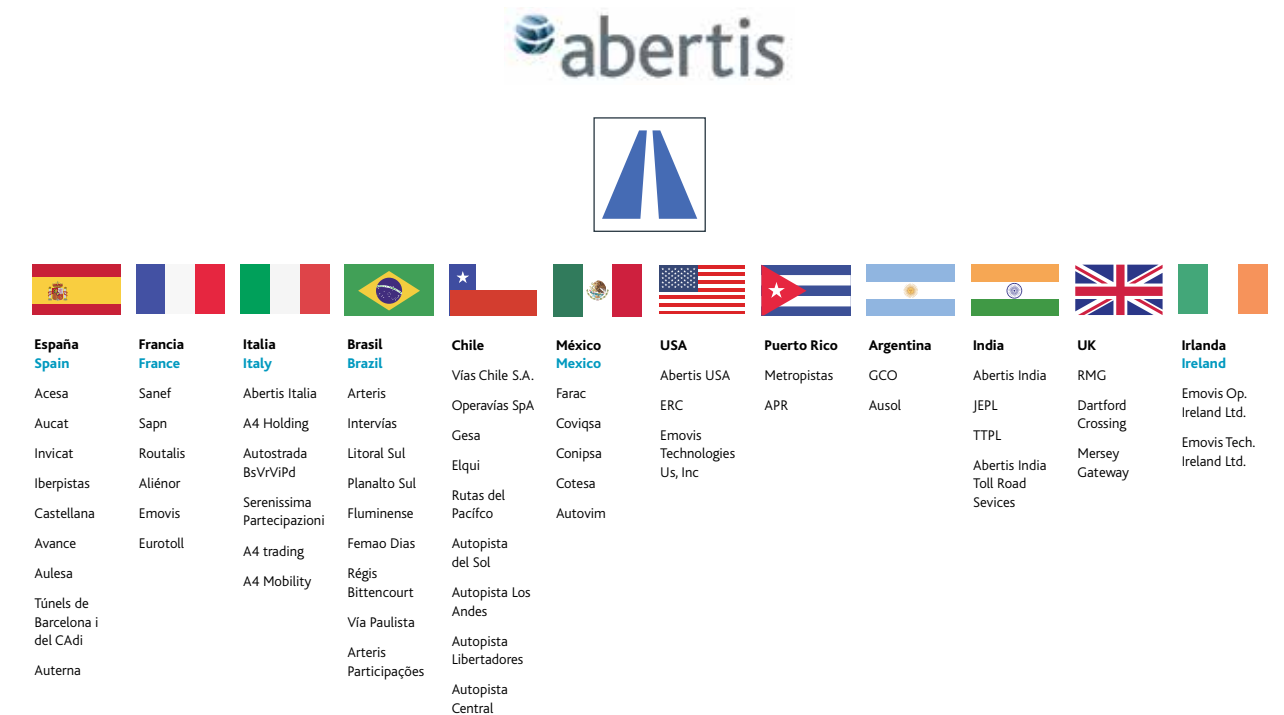 abertis
España
Spain
Acesa
Aucat
Invicat
Iberpistas
Castellana
Avance
Aulesa
Túnels de
Barcelona i
del CAdi
Auterna
Francia
France
Sanef
Sapn
Routalis
Aliénor
Emovis
Eurotoll
Italia
Italy
Abertis Italia
A4 Holding
Autostrada
BsVrViPd
Serenissima
Partecipazioni
A4 trading
A4 Mobility
Brasil
Brazil
Arteris
Intervías
Litoral Sul
Planalto Sul
Fluminense
Femao Dias
Régis
Bittencourt
Vía Paulista
Arteris
Participações
Chile
Vías Chile S.A.
Operavías SpA
Gesa
Elqui
Rutas del
Pacífco
Autopista
del Sol
Autopista Los
Andes
Autopista
Libertadores
Autopista
Central
México
Mexico
Farac
Coviqsa
Conipsa
Cotesa
Autovim
USA
Abertis USA
ERC
Emovis
Technologies
Us, Inc
Puerto Rico
Metropistas
APR
Argentina
GCO
Ausol
India
Abertis India
JEPL
TTPL
Abertis India
Toll Road
Sevices
UK
RMG
Dartford
Crossing
Mersey
Gateway
Irlanda
Ireland
Emovis Op.
Ireland Ltd.
Emovis Tech.
Ireland Ltd.